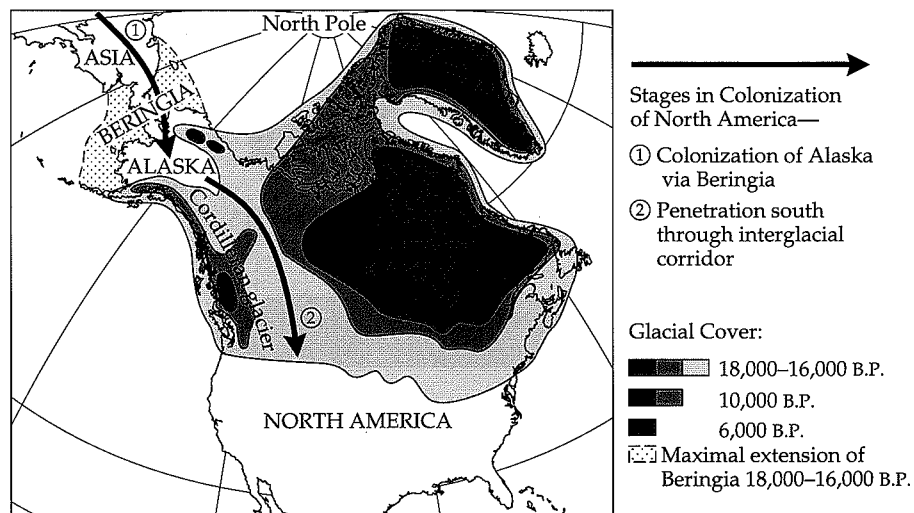 North Pole
①
ASIA
BERINGIA
ALASKA
Cordilleran glacier
②
NORTH AMERICA
Stages in Colonization
of North America—
① Colonization of Alaska
via Beringia
② Penetration south
through interglacial
corridor
Glacial Cover:
18,000–16,000 B.P.
10,000 B.P.
6,000 B.P.
Maximal extension of
Beringia 18,000–16,000 B.P.